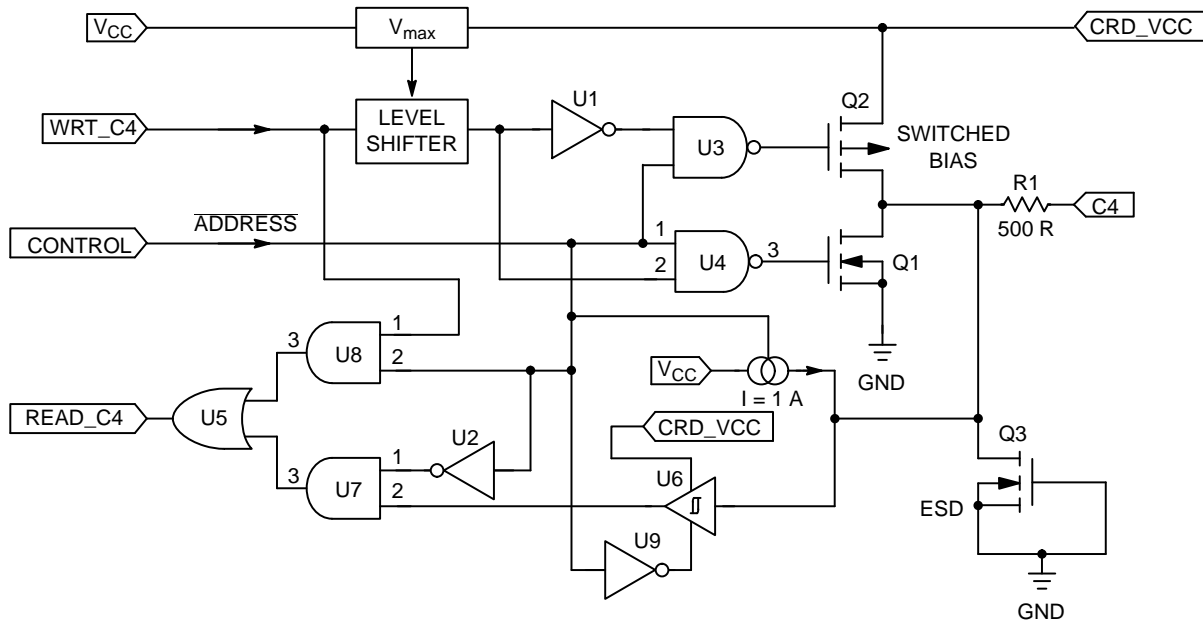 VCC
Vmax
CRD_VCC
WRT_C4
LEVEL
SHIFTER
U1
U3
Q2
SWITCHED
BIAS
R1
500 R
C4
CONTROL
ADDRESS
1
2
U4
3
Q1
GND
3
U8
1
2
VCC
I = 1 A
CRD_VCC
READ_C4
U5
U2
3
U7
1
2
U6
U9
Q3
ESD
GND